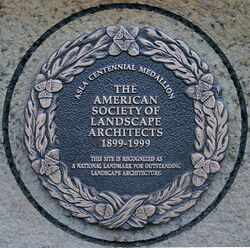 ASLA CENTENNIAL MEDALLION
THE
AMERICAN
SOCIETY OF
LANDSCAPE
ARCHITECTS
1899-1999
THIS SITE IS RECOGNIZED AS
A NATIONAL LANDMARK FOR OUTSTANDING
LANDSCAPE ARCHITECTURE